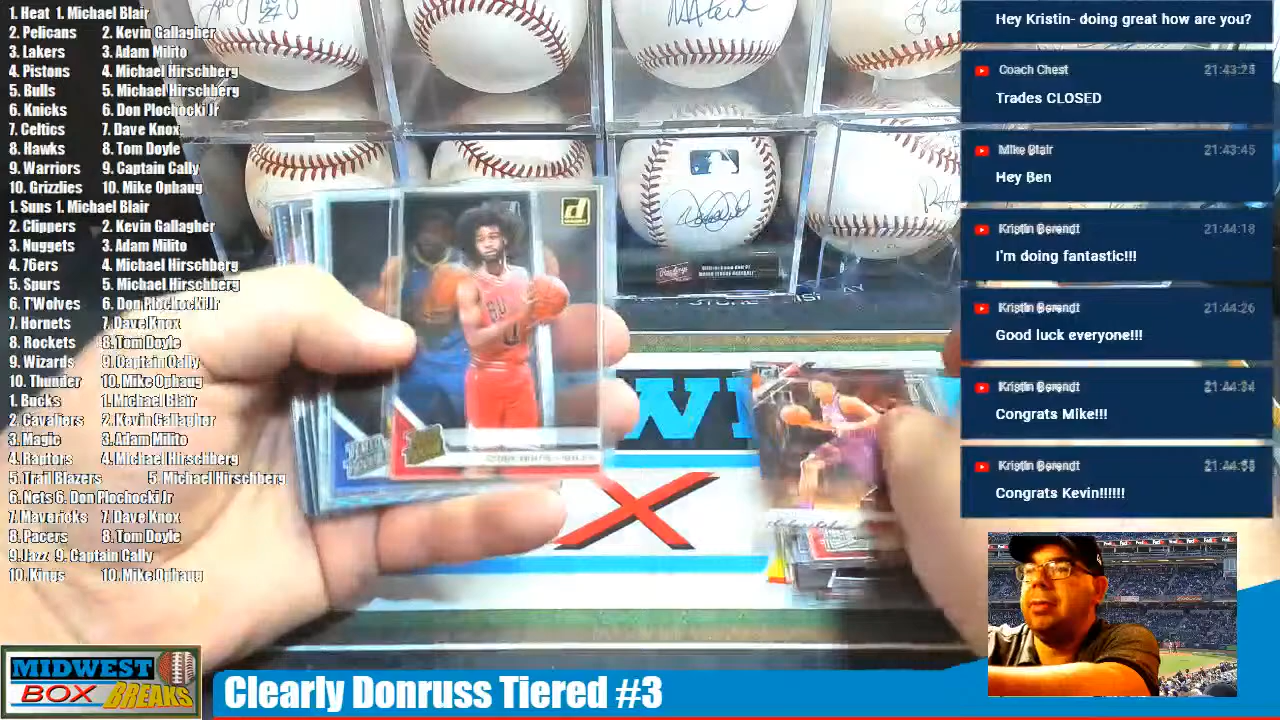 1. Heat 1. Michael Blair
2. Pelicans 2. Kevin Gallagher
3. Lakers 3. Adam Milito
4. Pistons 4. Michael Hirschberg
5. Bulls 5. Michael Hirschberg
6. Knicks 6. Don Plochocki Jr
7. Celtics 7. Dave Knox
8. Hawks 8. Tom Doyle
9. Warriors 9. Captain Cally
10. Grizzlies 10. Mike Ophaug
1. Suns 1. Michael Blair
2. Clippers 2. Kevin Gallagher
3. Nuggets 3. Adam Milito
4. 76ers 4. Michael Hirschberg
5. Spurs 5. Michael Hirschberg
6. T'Wolves 6. Don Plochocki Jr
7. Hornets 7. Dave Knox
8. Rockets 8. Tom Doyle
9. Wizards 9. Captain Cally
10. Thunder 10. Mike Ophaug
1. Bucks 1. Michael Blair
2. Cavaliers 2. Kevin Gallagher
3. Magic 3. Adam Milito
4. Raptors 4. Michael Hirschberg
5. Trail Blazers 5. Michael Hirschberg
6. Nets 6. Don Plochocki Jr
7. Mavericks 7. Dave Knox
8. Pacers 8. Tom Doyle
9. Jazz 9. Captain Cally
10. Kings 10. Mike Ophaug
Hey Kristin- doing great how are you?
Coach Chest 21:43:25
Trades CLOSED
Mike Blair 21:43:45
Hey Ben
Kristin Berendt 21:44:18
I'm doing fantastic!!!
Kristin Berendt 21:44:26
Good luck everyone!!!
Kristin Berendt 21:44:34
Congrats Mike!!!
Kristin Berendt
Congrats Kevin!!!!!!
MIDWEST
BOX
BREAKS
Clearly Donruss Tiered #3